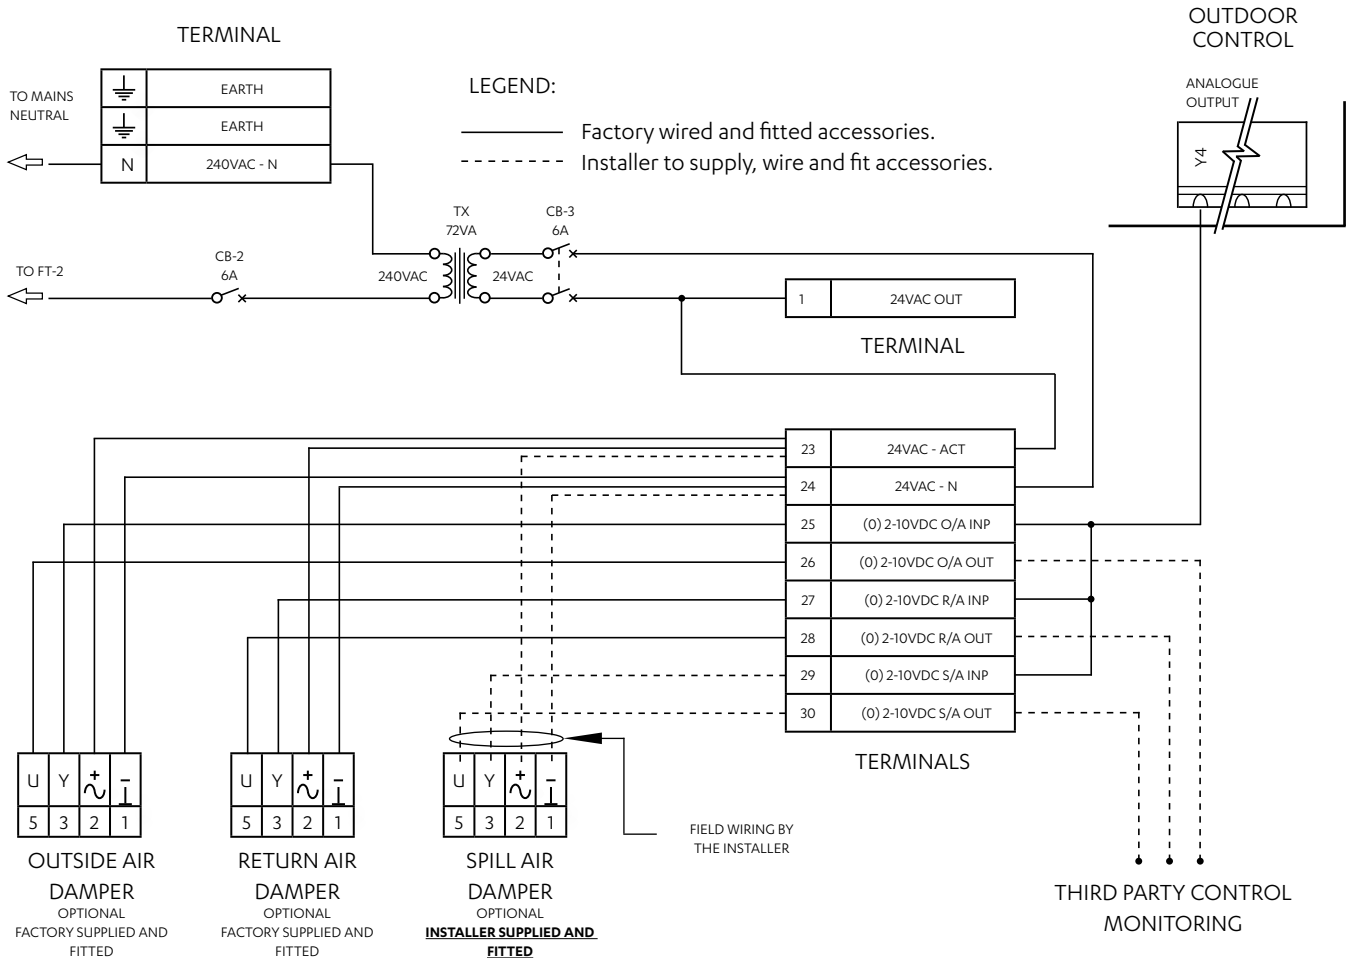 OUTDOOR
CONTROL
ANALOGUE
OUTPUT
Y4
TERMINAL
EARTH
EARTH
N
240VAC - N
TO MAINS
NEUTRAL
LEGEND:
Factory wired and fitted accessories.
Installer to supply, wire and fit accessories.
TO FT-2
CB-2
6A
240VAC
TX
72VA
24VAC
CB-3
6A
1
24VAC OUT
TERMINAL
23
24VAC - ACT
24
24VAC - N
25
(0) 2-10VDC O/A INP
26
(0) 2-10VDC O/A OUT
27
(0) 2-10VDC R/A INP
28
(0) 2-10VDC R/A OUT
29
(0) 2-10VDC S/A INP
30
(0) 2-10VDC S/A OUT
TERMINALS
U Y + -
5 3 2 1
OUTSIDE AIR
DAMPER
OPTIONAL
FACTORY SUPPLIED AND
FITTED
U Y + -
5 3 2 1
RETURN AIR
DAMPER
OPTIONAL
FACTORY SUPPLIED AND
FITTED
U Y + -
5 3 2 1
SPILL AIR
DAMPER
OPTIONAL
INSTALLER SUPPLIED AND
FITTED
FIELD WIRING BY
THE INSTALLER
THIRD PARTY CONTROL
MONITORING